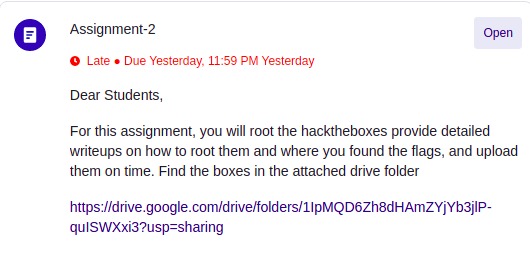 Assignment-2
Open
Late ● Due Yesterday, 11:59 PM Yesterday
Dear Students,
For this assignment, you will root the hacktheboxes provide detailed
writeups on how to root them and where you found the flags, and upload
them on time. Find the boxes in the attached drive folder
https://drive.google.com/drive/folders/1IpMQD6Zh8dHAmZYjYb3jlP-
quISWXxi3?usp=sharing